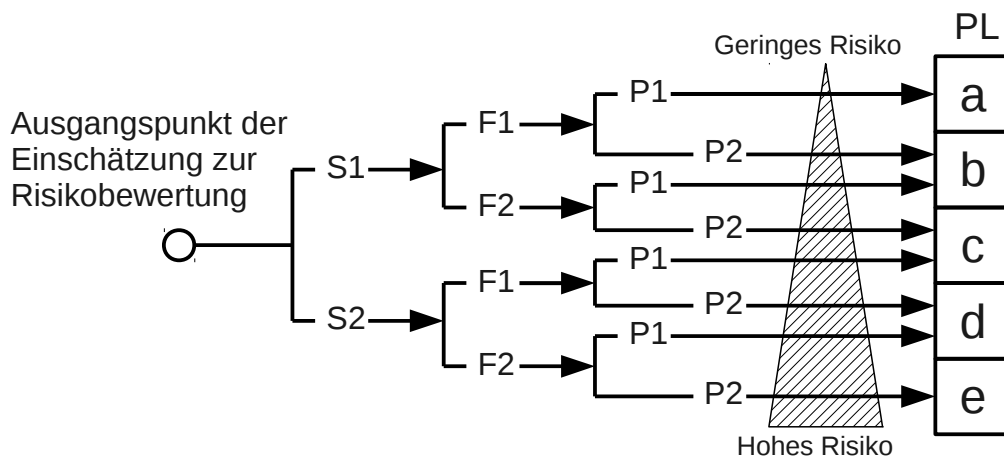 PL
Geringes Risiko
a
P1
Ausgangspunkt der
Einschätzung zur
Risikobewertung
F1
P2
b
S1
P1
F2
P2
c
P1
F1
P2
d
S2
P1
F2
P2
e
Hohes Risiko